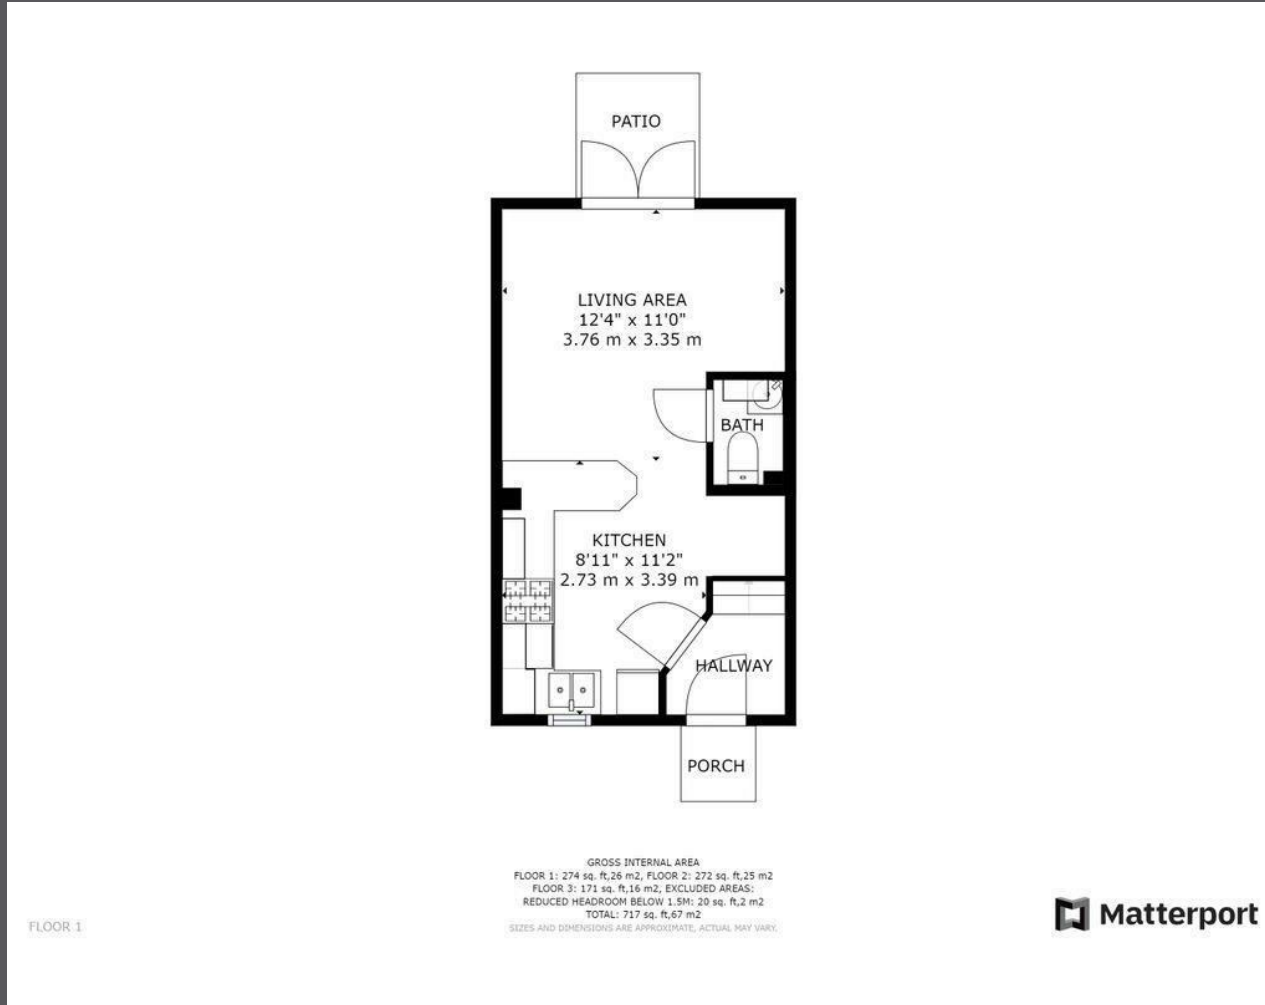 PATIO
LIVING AREA
12'4" x 11'0"
3.76 m x 3.35 m
BATH
KITCHEN
8'11" x 11'2"
2.73 m x 3.39 m
HALLWAY
PORCH
GROSS INTERNAL AREA
FLOOR 1: 274 sq. ft,26 m2, FLOOR 2: 272 sq. ft,25 m2
FLOOR 3: 171 sq. ft,16 m2, EXCLUDED AREAS:
REDUCED HEADROOM BELOW 1.5M: 20 sq. ft,2 m2
TOTAL: 717 sq. ft,67 m2
SIZES AND DIMENSIONS ARE APPROXIMATE, ACTUAL MAY VARY.
FLOOR 1
Matterport